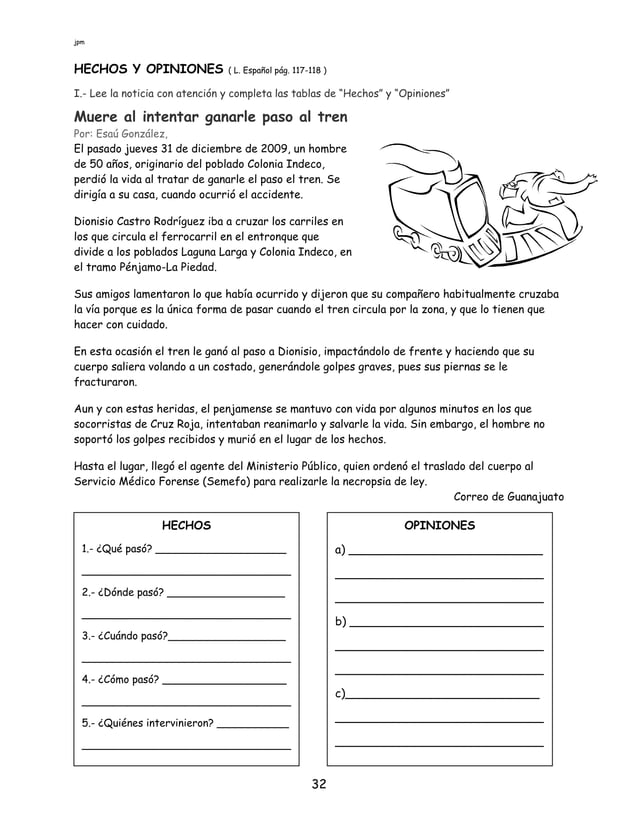 jpm
HECHOS Y OPINIONES ( L. Español pág. 117-118 )
I.- Lee la noticia con atención y completa las tablas de “Hechos” y “Opiniones”
Muere al intentar ganarle paso al tren
Por: Esaú González,
El pasado jueves 31 de diciembre de 2009, un hombre
de 50 años, originario del poblado Colonia Indeco,
perdió la vida al tratar de ganarle el paso el tren. Se
dirigía a su casa, cuando ocurrió el accidente.
Dionisio Castro Rodríguez iba a cruzar los carriles en
los que circula el ferrocarril en el entronque que
divide a los poblados Laguna Larga y Colonia Indeco, en
el tramo Pénjamo-La Piedad.
Sus amigos lamentaron lo que había ocurrido y dijeron que su compañero habitualmente cruzaba
la vía porque es la única forma de pasar cuando el tren circula por la zona, y que lo tienen que
hacer con cuidado.
En esta ocasión el tren le ganó al paso a Dionisio, impactándolo de frente y haciendo que su
cuerpo saliera volando a un costado, generándole golpes graves, pues sus piernas se le
fracturaron.
Aun y con estas heridas, el penjamense se mantuvo con vida por algunos minutos en los que
socorristas de Cruz Roja, intentaban reanimarlo y salvarle la vida. Sin embargo, el hombre no
soportó los golpes recibidos y murió en el lugar de los hechos.
Hasta el lugar, llegó el agente del Ministerio Público, quien ordenó el traslado del cuerpo al
Servicio Médico Forense (Semefo) para realizarle la necropsia de ley.
Correo de Guanajuato
HECHOS
1.- ¿Qué pasó? ____________________
________________________________
2.- ¿Dónde pasó? __________________
________________________________
3.- ¿Cuándo pasó?__________________
________________________________
4.- ¿Cómo pasó? ___________________
________________________________
5.- ¿Quiénes intervinieron? ___________
________________________________
OPINIONES
a) ______________________________
________________________________
________________________________
b) ______________________________
________________________________
________________________________
c)______________________________
________________________________
________________________________
32